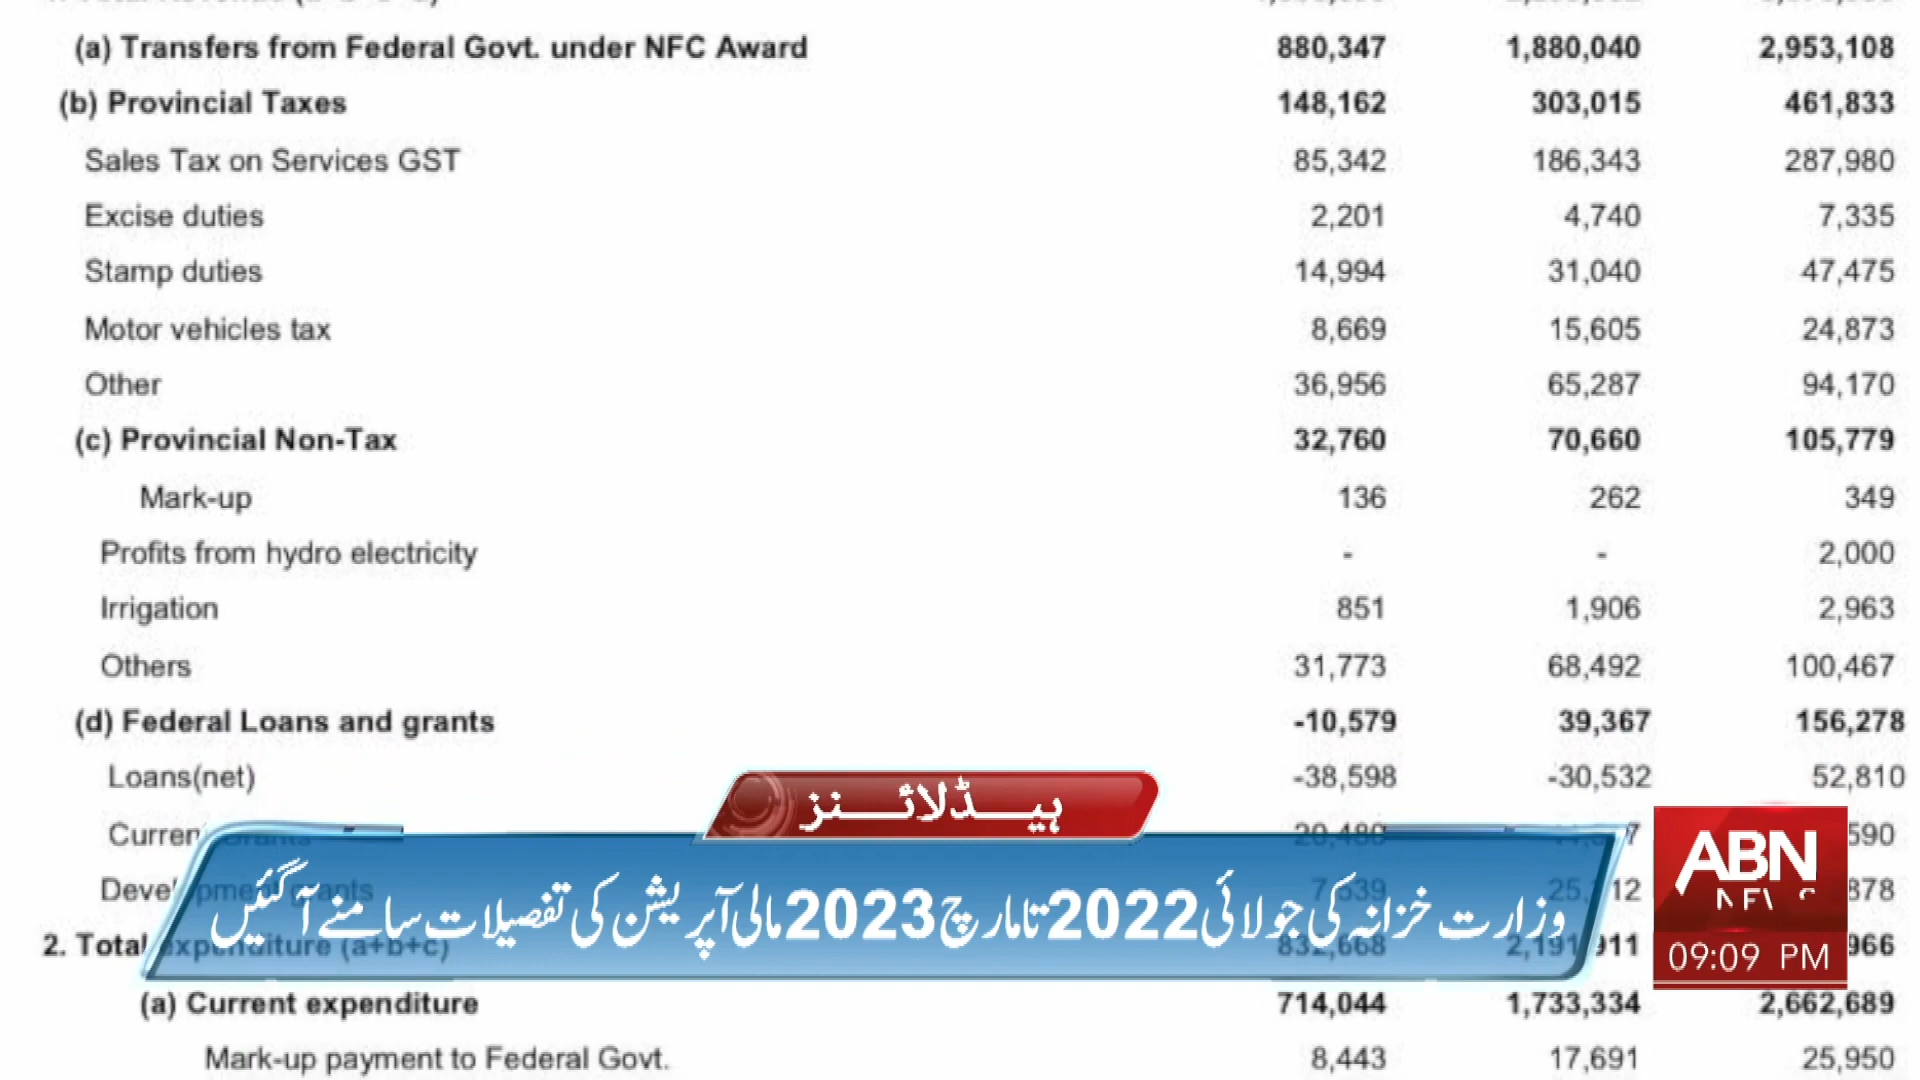 (a) Transfers from Federal Govt. under NFC Award 880,347 1,880,040 2,953,108
(b) Provincial Taxes 148,162 303,015 461,833
Sales Tax on Services GST 85,342 186,343 287,980
Excise duties 2,201 4,740 7,335
Stamp duties 14,994 31,040 47,475
Motor vehicles tax 8,669 15,605 24,873
Other 36,956 65,287 94,170
(c) Provincial Non-Tax 32,760 70,660 105,779
Mark-up 136 262 349
Profits from hydro electricity - - 2,000
Irrigation 851 1,906 2,963
Others 31,773 68,492 100,467
(d) Federal Loans and grants -10,579 39,367 156,278
Loans(net) -38,598 -30,532 52,810
ہیڈلائنز
وزارت خزانہ کی جولائی 2022 تا مارچ 2023 مالی آپریشن کی تفصیلات سامنے آگئیں
ABN
09:09 PM
2. Total expenditure (a+b+c)
(a) Current expenditure 714,044 1,733,334 2,662,689
Mark-up payment to Federal Govt. 8,443 17,691 25,950